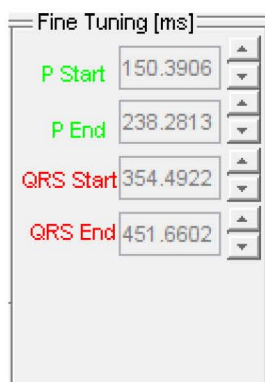 Fine Tuning [ms]
P Start 150.3906
P End 238.2813
QRS Start 354.4922
QRS End 451.6602